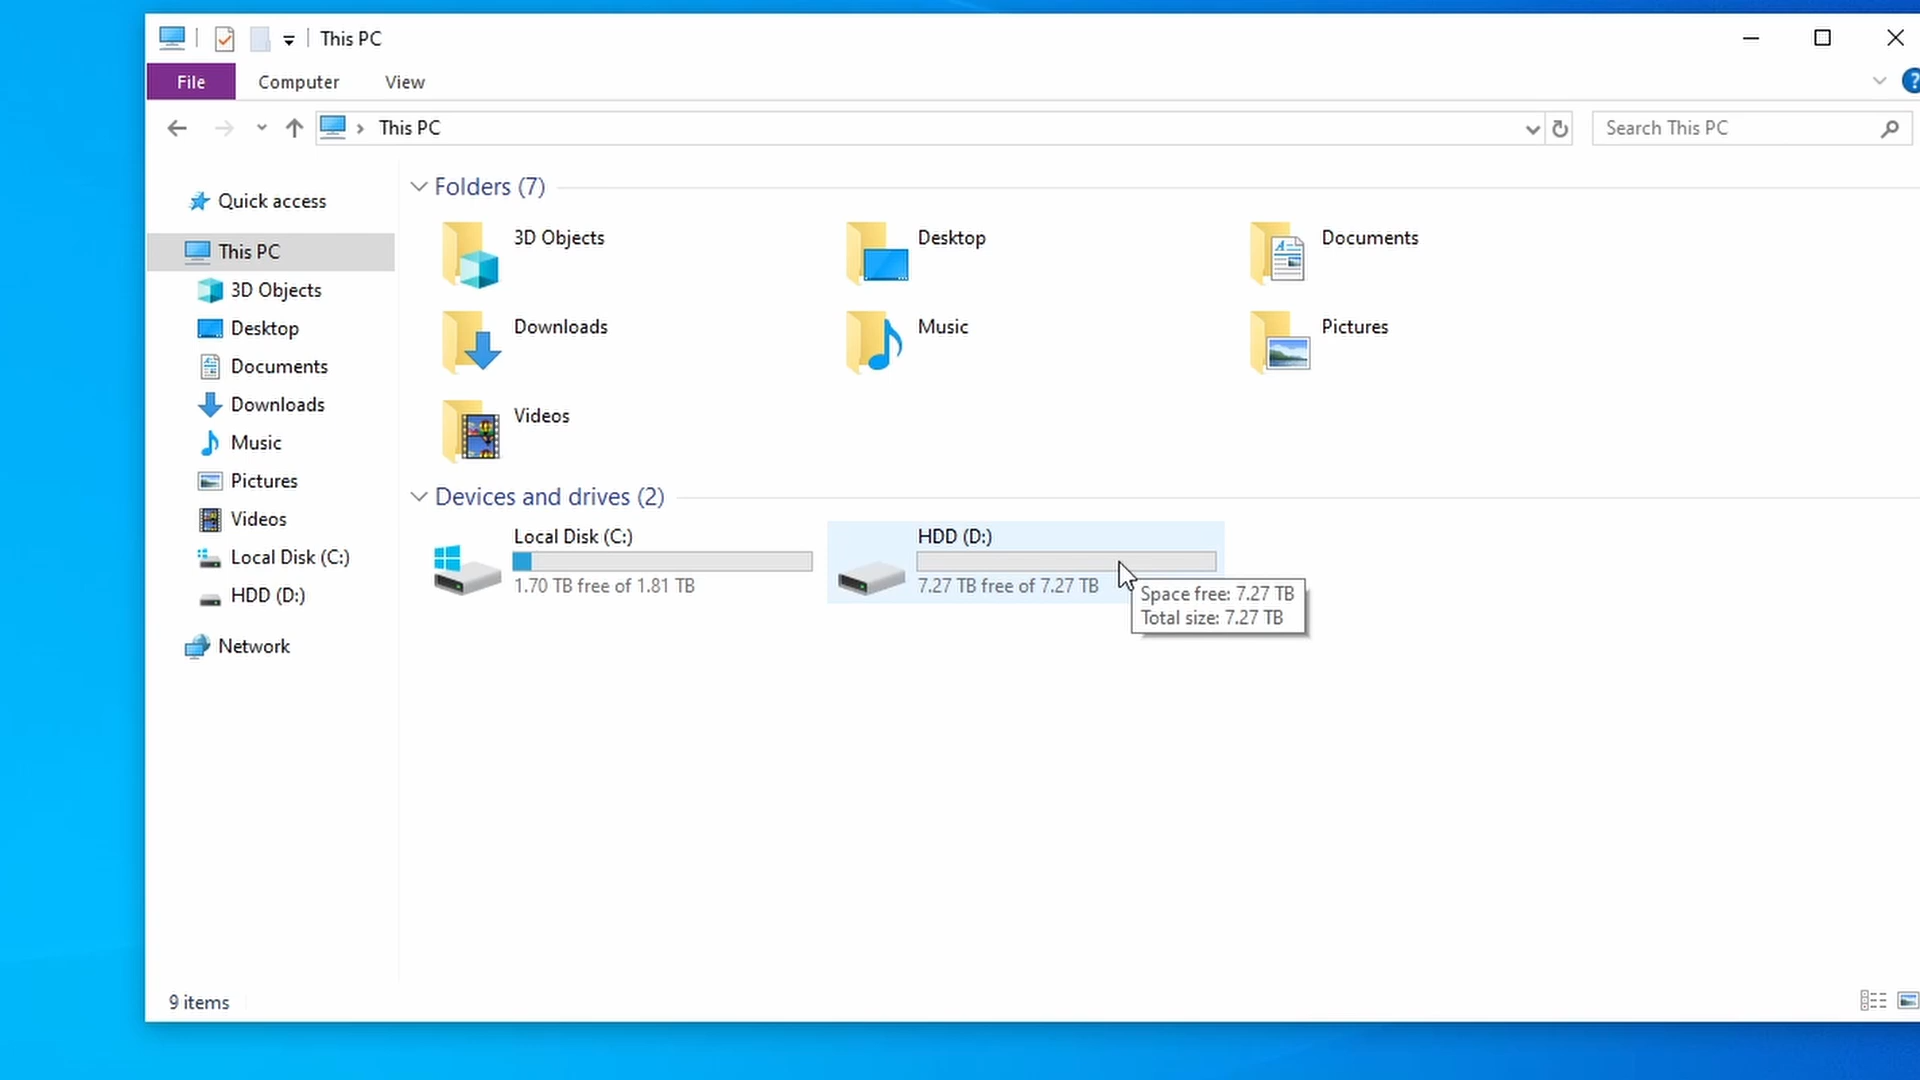 This PC
File Computer View
?
This PC
Search This PC
Quick access
This PC
3D Objects
Desktop
Documents
Downloads
Music
Pictures
Videos
Local Disk (C:)
HDD (D:)
Network
Folders (7)
3D Objects
Desktop
Documents
Downloads
Music
Pictures
Videos
Devices and drives (2)
Local Disk (C:)
1.70 TB free of 1.81 TB
HDD (D:)
7.27 TB free of 7.27 TB
Space free: 7.27 TB
Total size: 7.27 TB
9 items